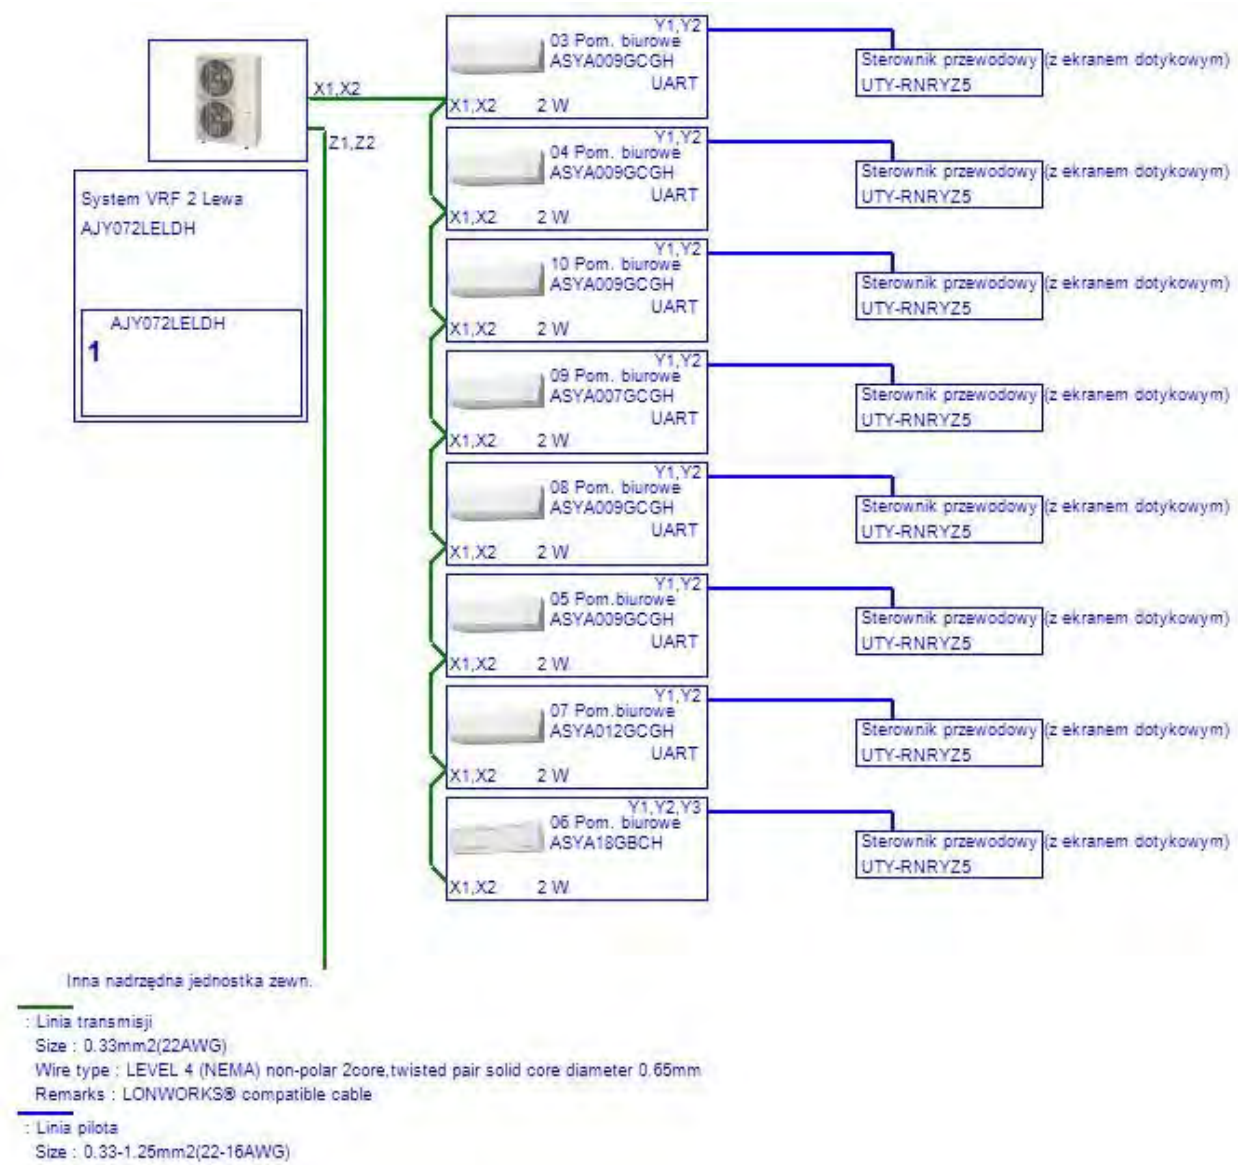 X1,X2
Z1,Z2
System VRF 2 Lewa
AJY072LELDH
AJY072LELDH
1
Y1,Y2
03 Pom. biurowe
ASYA009GCGH
UART
X1,X2 2 W
Sterownik przewodowy (z ekranem dotykowym)
UTY-RNRYZ5
Y1,Y2
04 Pom. biurowe
ASYA009GCGH
UART
X1,X2 2 W
Sterownik przewodowy (z ekranem dotykowym)
UTY-RNRYZ5
Y1,Y2
10 Pom. biurowe
ASYA009GCGH
UART
X1,X2 2 W
Sterownik przewodowy (z ekranem dotykowym)
UTY-RNRYZ5
Y1,Y2
09 Pom. biurowe
ASYA007GCGH
UART
X1,X2 2 W
Sterownik przewodowy (z ekranem dotykowym)
UTY-RNRYZ5
Y1,Y2
08 Pom. biurowe
ASYA009GCGH
UART
X1,X2 2 W
Sterownik przewodowy (z ekranem dotykowym)
UTY-RNRYZ5
Y1,Y2
05 Pom.biurowe
ASYA009GCGH
UART
X1,X2 2 W
Sterownik przewodowy (z ekranem dotykowym)
UTY-RNRYZ5
Y1,Y2
07 Pom.biurowe
ASYA012GCGH
UART
X1,X2 2 W
Sterownik przewodowy (z ekranem dotykowym)
UTY-RNRYZ5
Y1,Y2,Y3
06 Pom. biurowe
ASYA18GBCH
X1,X2 2 W
Sterownik przewodowy (z ekranem dotykowym)
UTY-RNRYZ5
Inna nadrzędna jednostka zewn.
: Linia transmisji
Size : 0.33mm2(22AWG)
Wire type : LEVEL 4 (NEMA) non-polar 2core,twisted pair solid core diameter 0.65mm
Remarks : LONWORKS® compatible cable
: Linia pilota
Size : 0.33-1.25mm2(22-16AWG)